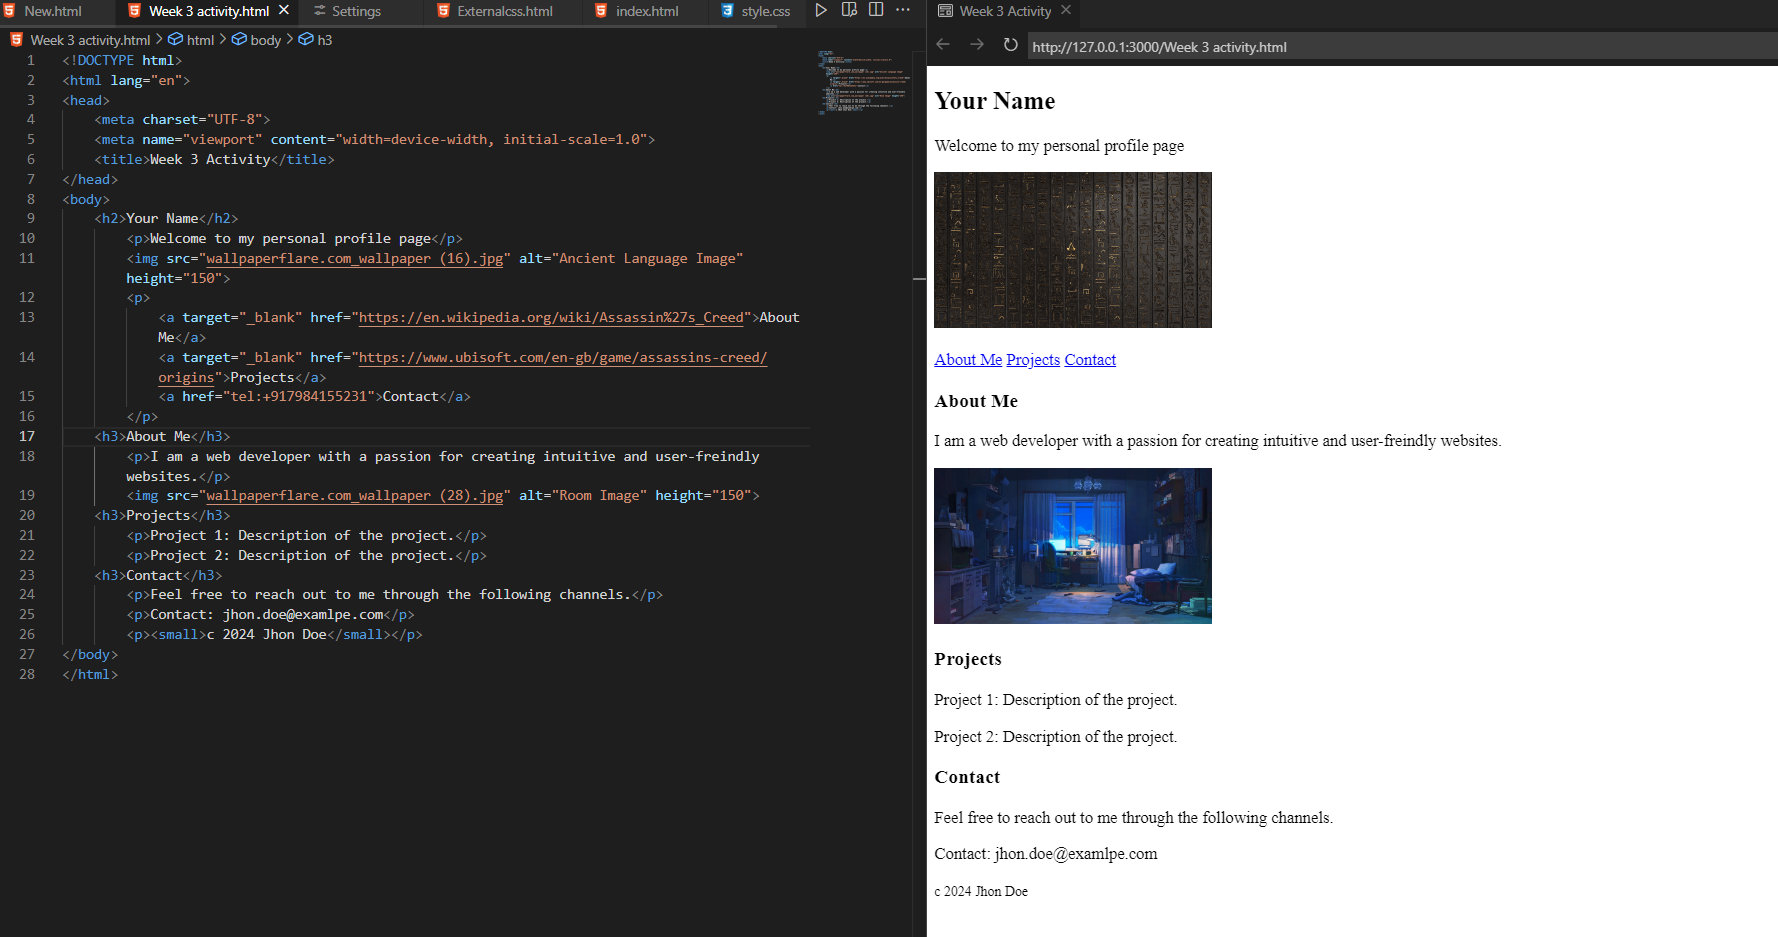 New.html
Week 3 activity.html
Settings
Externalcss.html
index.html
style.css
Week 3 activity.html > html > body > h3
1 <!DOCTYPE html>
2 <html lang="en">
3 <head>
4 <meta charset="UTF-8">
5 <meta name="viewport" content="width=device-width, initial-scale=1.0">
6 <title>Week 3 Activity</title>
7 </head>
8 <body>
9 <h2>Your Name</h2>
10 <p>Welcome to my personal profile page</p>
11 <img src="wallpaperflare.com_wallpaper (16).jpg" alt="Ancient Language Image"
height="150">
12 <p>
13 <a target="_blank" href="https://en.wikipedia.org/wiki/Assassin%27s_Creed">About
Me</a>
14 <a target="_blank" href="https://www.ubisoft.com/en-gb/game/assassins-creed/
origins">Projects</a>
15 <a href="tel:+917984155231">Contact</a>
16 </p>
17 <h3>About Me</h3>
18 <p>I am a web developer with a passion for creating intuitive and user-freindly
websites.</p>
19 <img src="wallpaperflare.com_wallpaper (28).jpg" alt="Room Image" height="150">
20 <h3>Projects</h3>
21 <p>Project 1: Description of the project.</p>
22 <p>Project 2: Description of the project.</p>
23 <h3>Contact</h3>
24 <p>Feel free to reach out to me through the following channels.</p>
25 <p>Contact: jhon.doe@examlpe.com</p>
26 <p><small>c 2024 Jhon Doe</small></p>
27 </body>
28 </html>
Week 3 Activity
http://127.0.0.1:3000/Week 3 activity.html
Your Name
Welcome to my personal profile page
About Me Projects Contact
About Me
I am a web developer with a passion for creating intuitive and user-freindly websites.
Projects
Project 1: Description of the project.
Project 2: Description of the project.
Contact
Feel free to reach out to me through the following channels.
Contact: jhon.doe@examlpe.com
c 2024 Jhon Doe